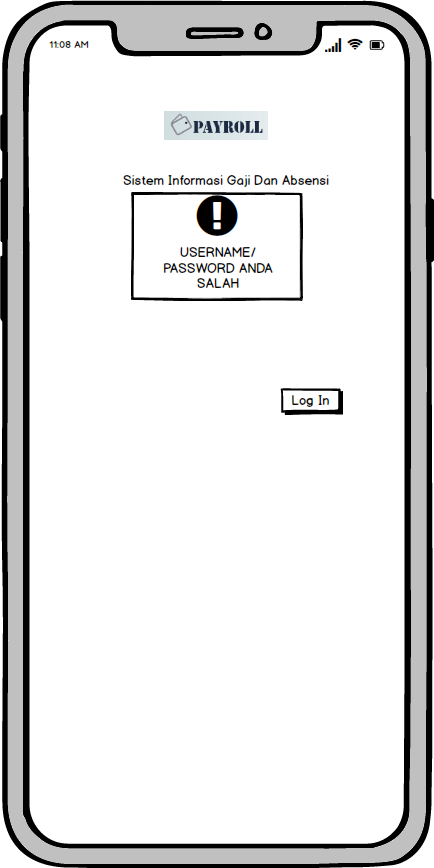 11:08 AM
PAYROLL
Sistem Informasi Gaji Dan Absensi
!
USERNAME/
PASSWORD ANDA
SALAH
Log In